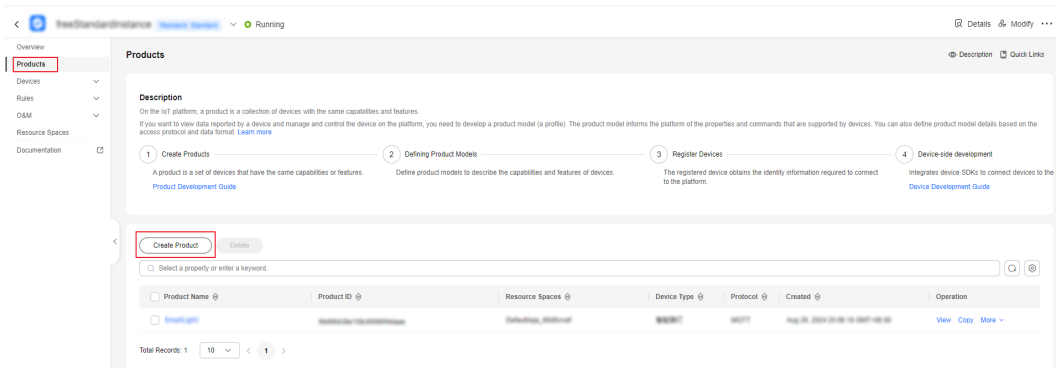 freeStandardInstance Running Details Modify
Overview
Products
Devices
Rules
O&M
Resource Spaces
Documentation
Products Description Quick Links
Description
On the IoT platform, a product is a collection of devices with the same capabilities and features.
If you want to view data reported by a device and manage and control the device on the platform, you need to develop a product model (a profile). The product model informs the platform of the properties and commands that are supported by devices. You can also define product model details based on the
access protocol and data format. Learn more
1 Create Products 2 Defining Product Models 3 Register Devices 4 Device-side development
A product is a set of devices that have the same capabilities or features. Define product models to describe the capabilities and features of devices. The registered device obtains the identity information required to connect Integrates device SDKs to connect devices to the
to the platform.
Product Development Guide Device Development Guide
Create Product Delete
Select a property or enter a keyword.
Product Name Product ID Resource Spaces Device Type Protocol Created Operation
MQTT View Copy More
Total Records: 1 10 1